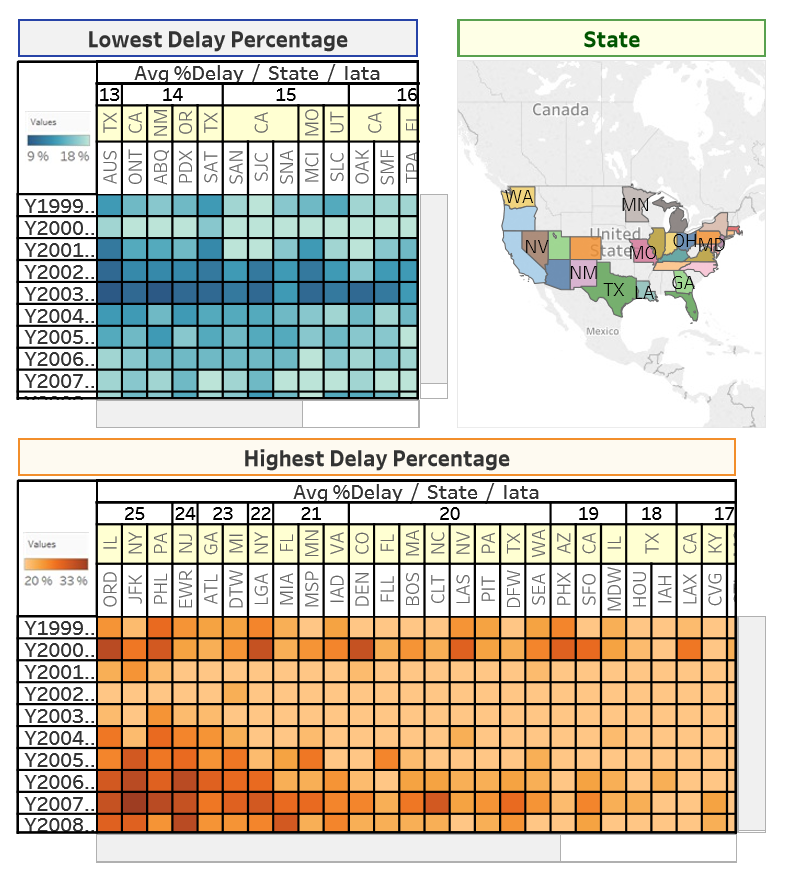 Lowest Delay Percentage
State
Avg %Delay / State / Iata
13 14 15 16
Values
9 % 18 %
TX CA NM OR TX CA MO UT CA FL
AUS ONT ABQ PDX SAT SAN SJC SNA MCI SLC OAK SMF TPA
Y1999..
Y2000..
Y2001..
Y2002..
Y2003..
Y2004..
Y2005..
Y2006..
Y2007..
Canada
WA
MN
United
States
NV
OH
MD
MO
NM
GA
TX
LA
Mexico
Highest Delay Percentage
Avg %Delay / State / Iata
25 24 23 22 21 20 19 18 17
Values
20 % 33 %
IL NY PA NJ GA MI NY FL MN VA CO FL MA NC NV PA TX WA AZ CA IL TX CA KY
ORD JFK PHL EWR ATL DTW LGA MIA MSP IAD DEN FLL BOS CLT LAS PIT DFW SEA PHX SFO MDW HOU IAH LAX CVG
Y1999..
Y2000..
Y2001..
Y2002..
Y2003..
Y2004..
Y2005..
Y2006..
Y2007..
Y2008..